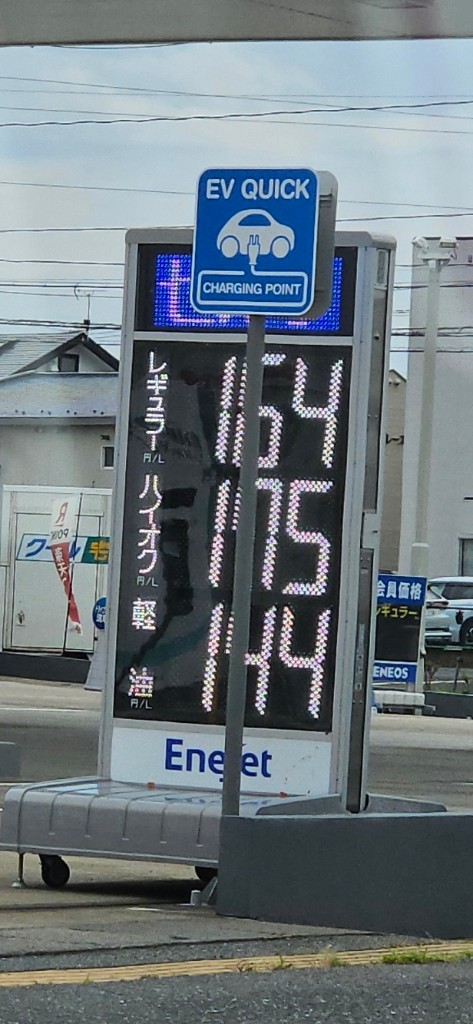 EV QUICK
CHARGING POINT
セ
レギュラー
円/L
164
ハイオク
円/L
175
軽油
円/L
144
EneJet
会員価格
レギュラー
ENEOS